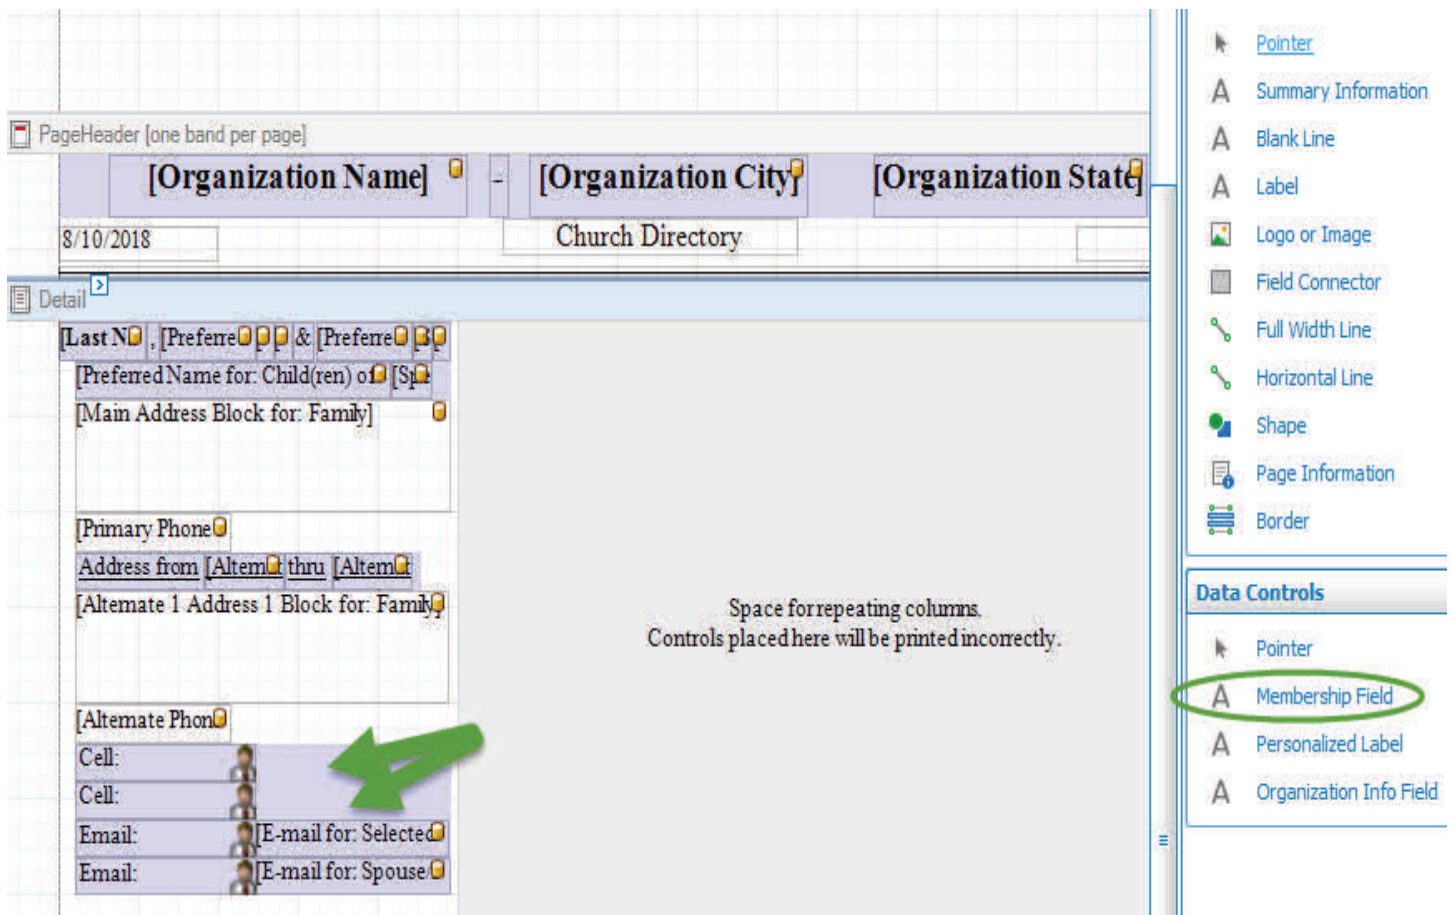 PageHeader [one band per page]
[Organization Name] - [Organization City] [Organization State]
8/10/2018 Church Directory
Detail
[Last N , [Preferre p p & [Preferre Sp
[Preferred Name for: Child(ren) of [Spe
[Main Address Block for: Family]
[Primary Phone
Address from [Alternat thru [Alternat
[Alternate 1 Address 1 Block for: Family]
[Alternate Phon
Cell:
Cell:
Email: [E-mail for: Selected
Email: [E-mail for: Spouse
Space for repeating columns.
Controls placed here will be printed incorrectly.
Pointer
Summary Information
Blank Line
Label
Logo or Image
Field Connector
Full Width Line
Horizontal Line
Shape
Page Information
Border
Data Controls
Pointer
Membership Field
Personalized Label
Organization Info Field